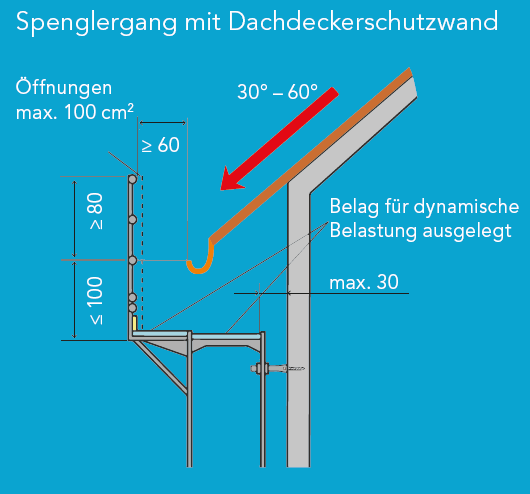 Spenglergang mit Dachdeckerschutzwand
Öffnungen
max. 100 cm²
30° – 60°
≥ 60
≥80
Belag für dynamische
Belastung ausgelegt
≤ 100
max. 30